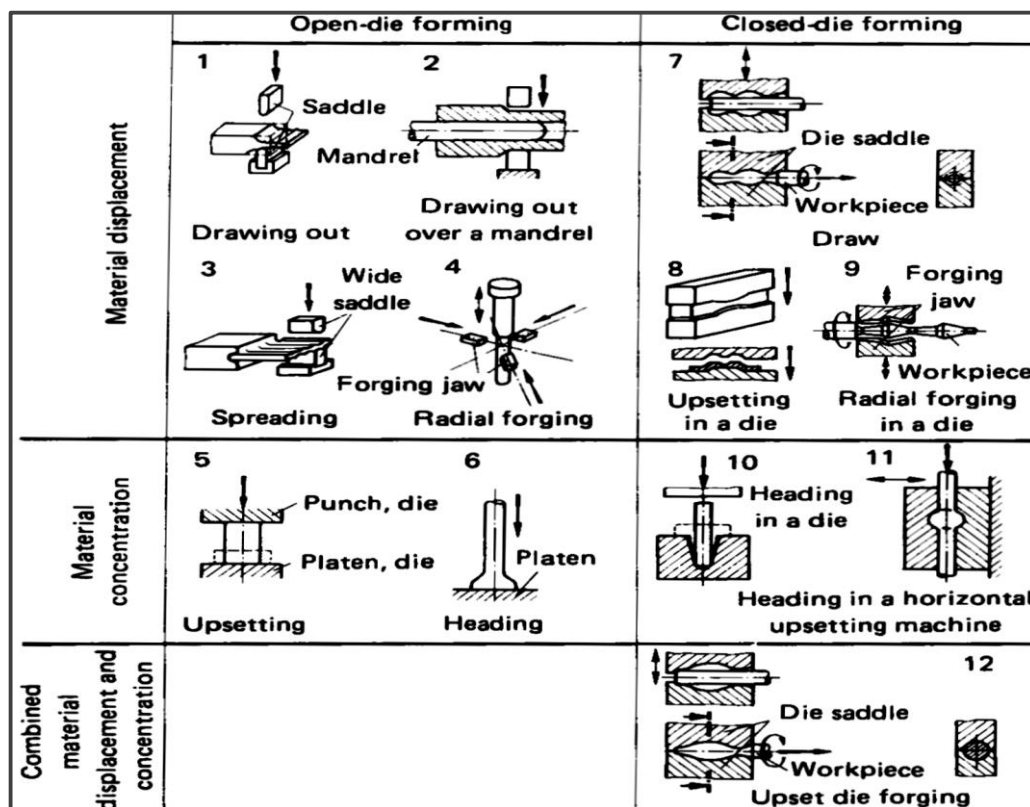 Open-die forming
Closed-die forming
Material displacement
1
Saddle
Drawing out
2
Mandrel
Drawing out
over a mandrel
3
Wide
saddle
Spreading
4
Forging jaw
Radial forging
7
Die saddle
Workpiece
Draw
8
Upsetting
in a die
9
Forging
jaw
Workpiece
Radial forging
in a die
Material
concentration
5
Punch, die
Platen, die
Upsetting
6
Platen
Heading
10
Heading
in a die
11
Heading in a horizontal
upsetting machine
Combined
material
displacement and
concentration
12
Die saddle
Workpiece
Upset die forging